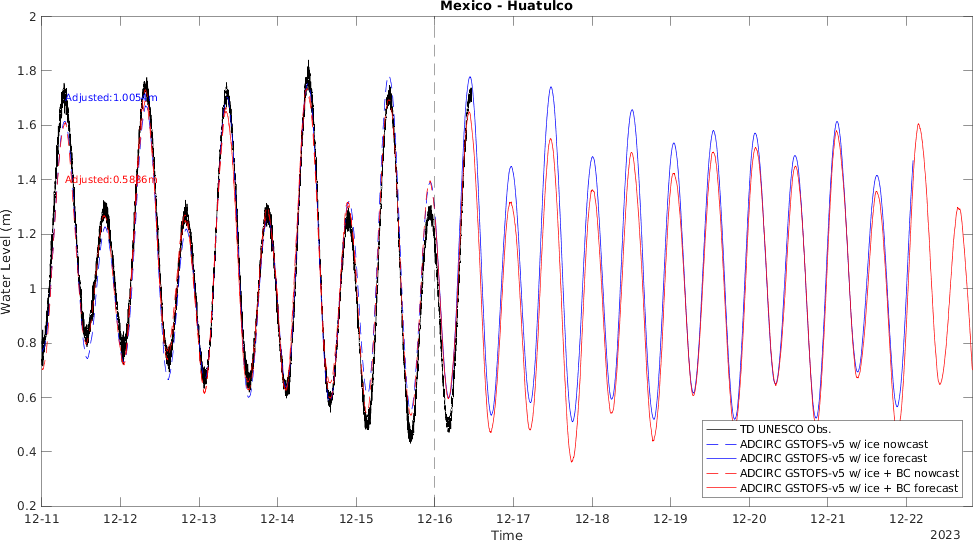 Mexico - Huatulco
2
1.8
1.6
1.4
1.2
1
0.8
0.6
0.4
0.2
Water Level (m)
Adjusted:0.5886m
TD UNESCO Obs.
ADCIRC GSTOFS-v5 w/ ice nowcast
ADCIRC GSTOFS-v5 w/ ice forecast
ADCIRC GSTOFS-v5 w/ ice + BC nowcast
ADCIRC GSTOFS-v5 w/ ice + BC forecast
12-11 12-12 12-13 12-14 12-15 12-16 12-17 12-18 12-19 12-20 12-21 12-22
Time
2023